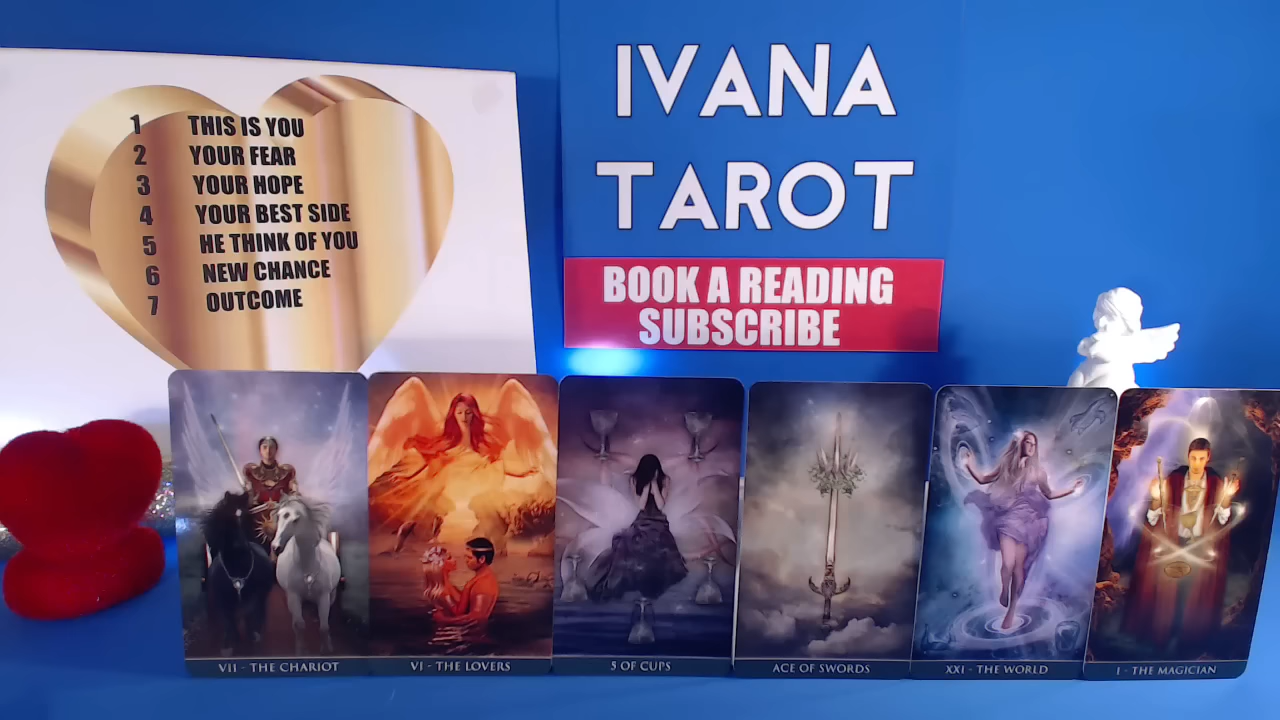 1 THIS IS YOU
2 YOUR FEAR
3 YOUR HOPE
4 YOUR BEST SIDE
5 HE THINK OF YOU
6 NEW CHANCE
7 OUTCOME
IVANA
TAROT
BOOK A READING
SUBSCRIBE
VII - THE CHARIOT
VI - THE LOVERS
5 OF CUPS
ACE OF SWORDS
XXI - THE WORLD
I - THE MAGICIAN